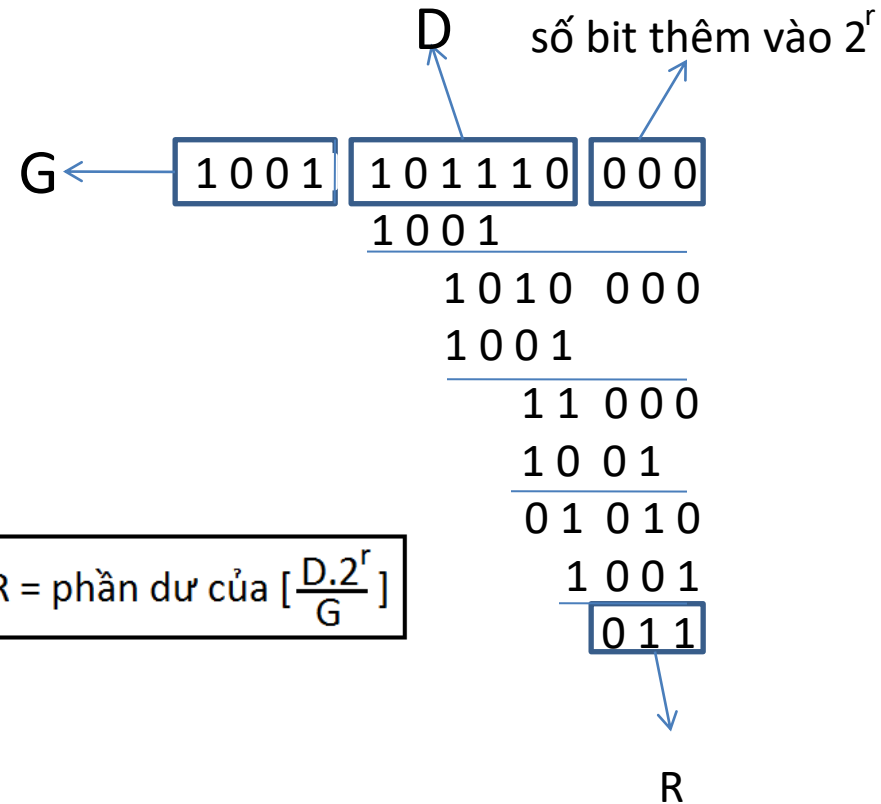 D số bit thêm vào 2^r
G 1 0 0 1 1 0 1 1 1 0 0 0 0
1 0 0 1
1 0 1 0 0 0 0
1 0 0 1
1 1 0 0 0
1 0 0 1
0 1 0 1 0
R = phần dư của [ D.2^r / G ]
1 0 0 1
0 1 1
R